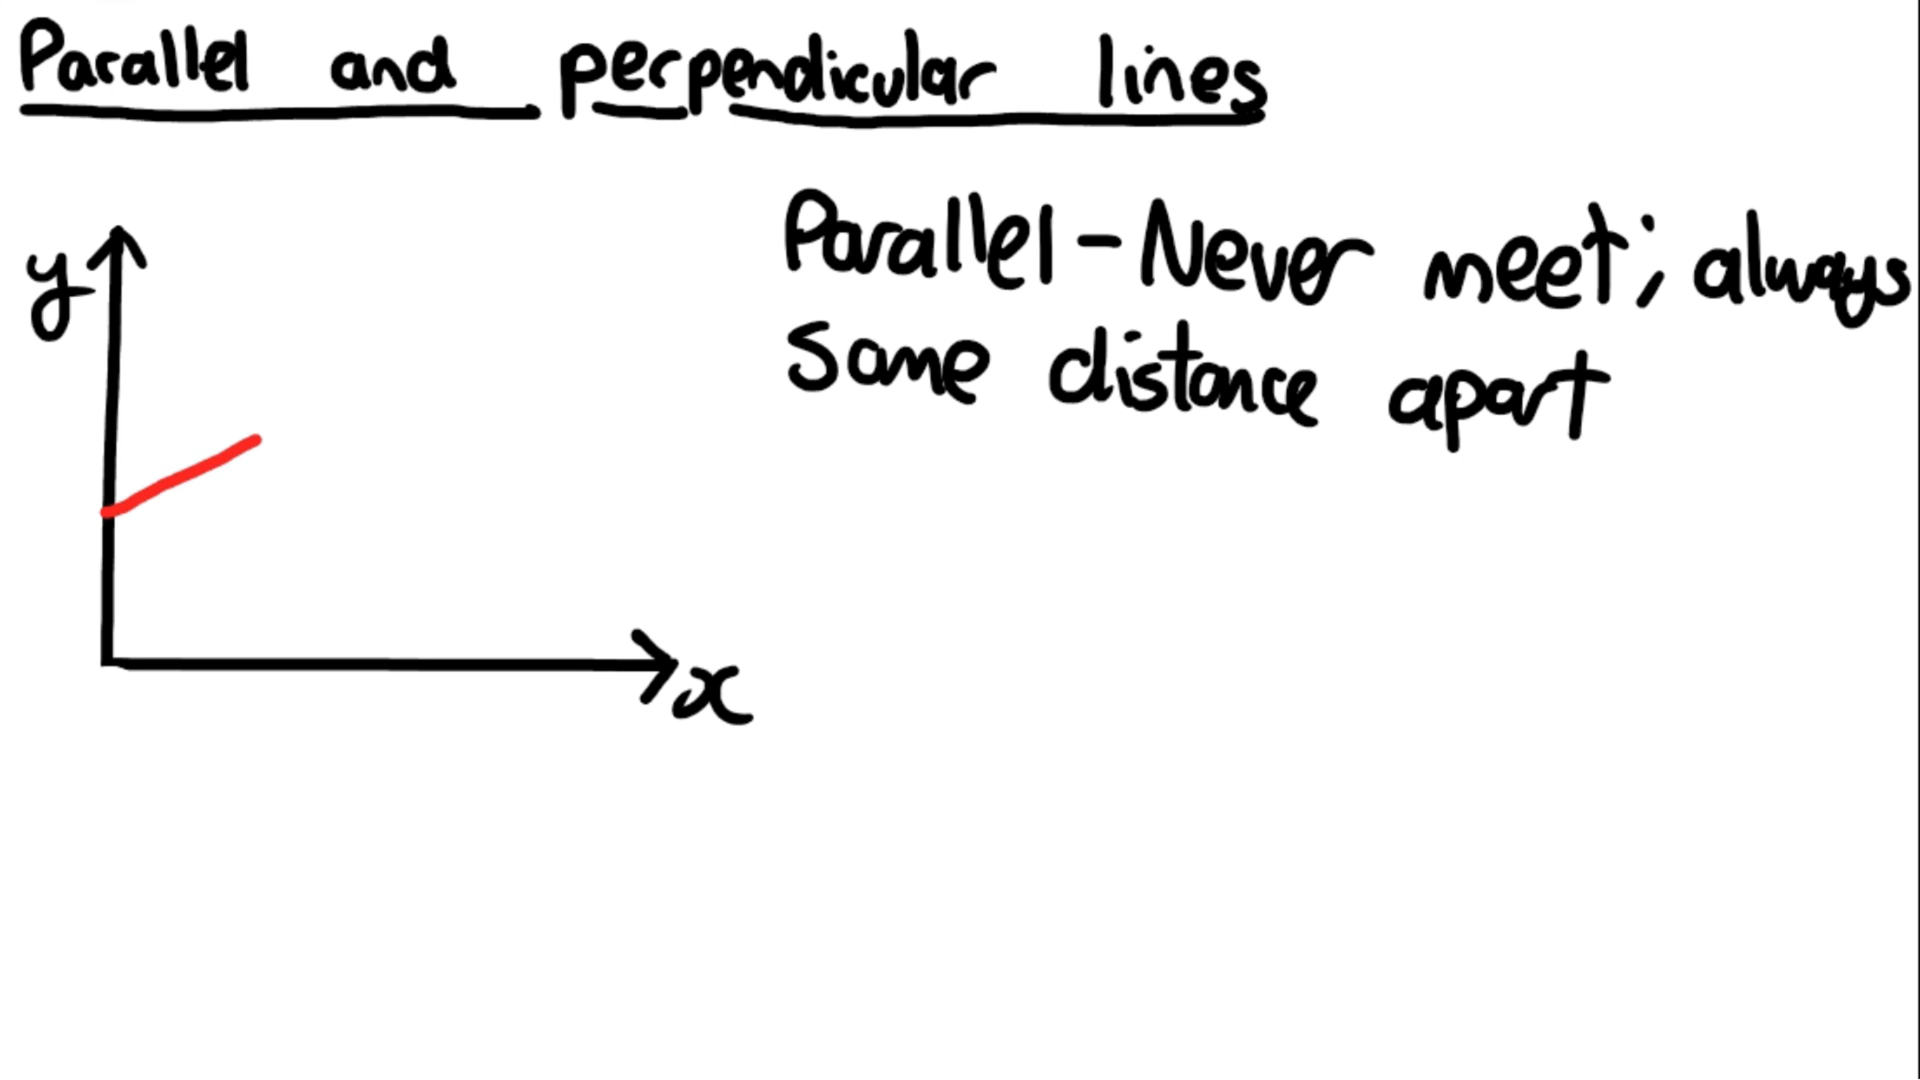 Parallel and perpendicular lines
Parallel - Never meet; always
same distance apart
y
x